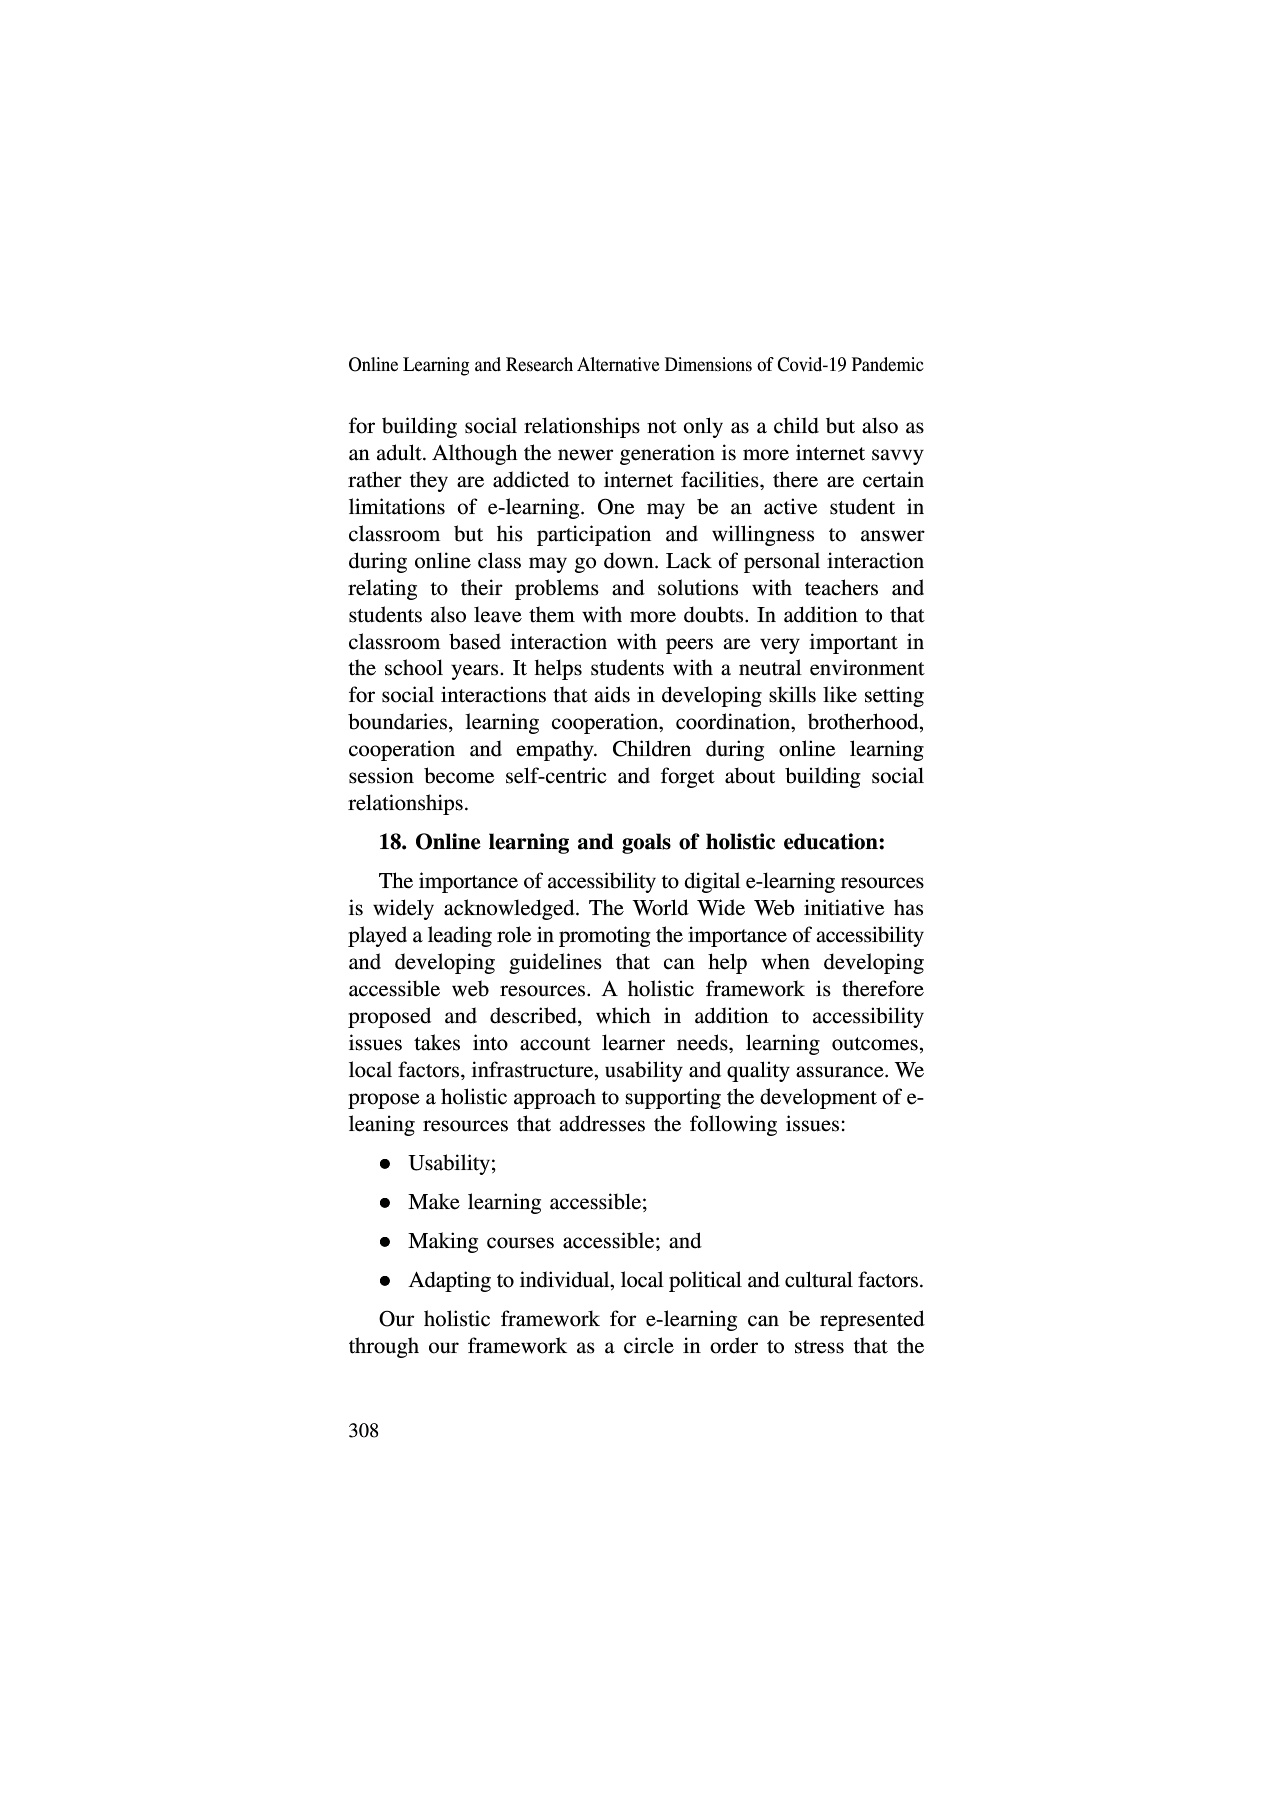 Online Learning and Research Alternative Dimensions of Covid-19 Pandemic
for building social relationships not only as a child but also as
an adult. Although the newer generation is more internet savvy
rather they are addicted to internet facilities, there are certain
limitations of e-learning. One may be an active student in
classroom but his participation and willingness to answer
during online class may go down. Lack of personal interaction
relating to their problems and solutions with teachers and
students also leave them with more doubts. In addition to that
classroom based interaction with peers are very important in
the school years. It helps students with a neutral environment
for social interactions that aids in developing skills like setting
boundaries, learning cooperation, coordination, brotherhood,
cooperation and empathy. Children during online learning
session become self-centric and forget about building social
relationships.
18. Online learning and goals of holistic education:
The importance of accessibility to digital e-learning resources
is widely acknowledged. The World Wide Web initiative has
played a leading role in promoting the importance of accessibility
and developing guidelines that can help when developing
accessible web resources. A holistic framework is therefore
proposed and described, which in addition to accessibility
issues takes into account learner needs, learning outcomes,
local factors, infrastructure, usability and quality assurance. We
propose a holistic approach to supporting the development of e-
leaning resources that addresses the following issues:
● Usability;
● Make learning accessible;
● Making courses accessible; and
● Adapting to individual, local political and cultural factors.
Our holistic framework for e-learning can be represented
through our framework as a circle in order to stress that the
308